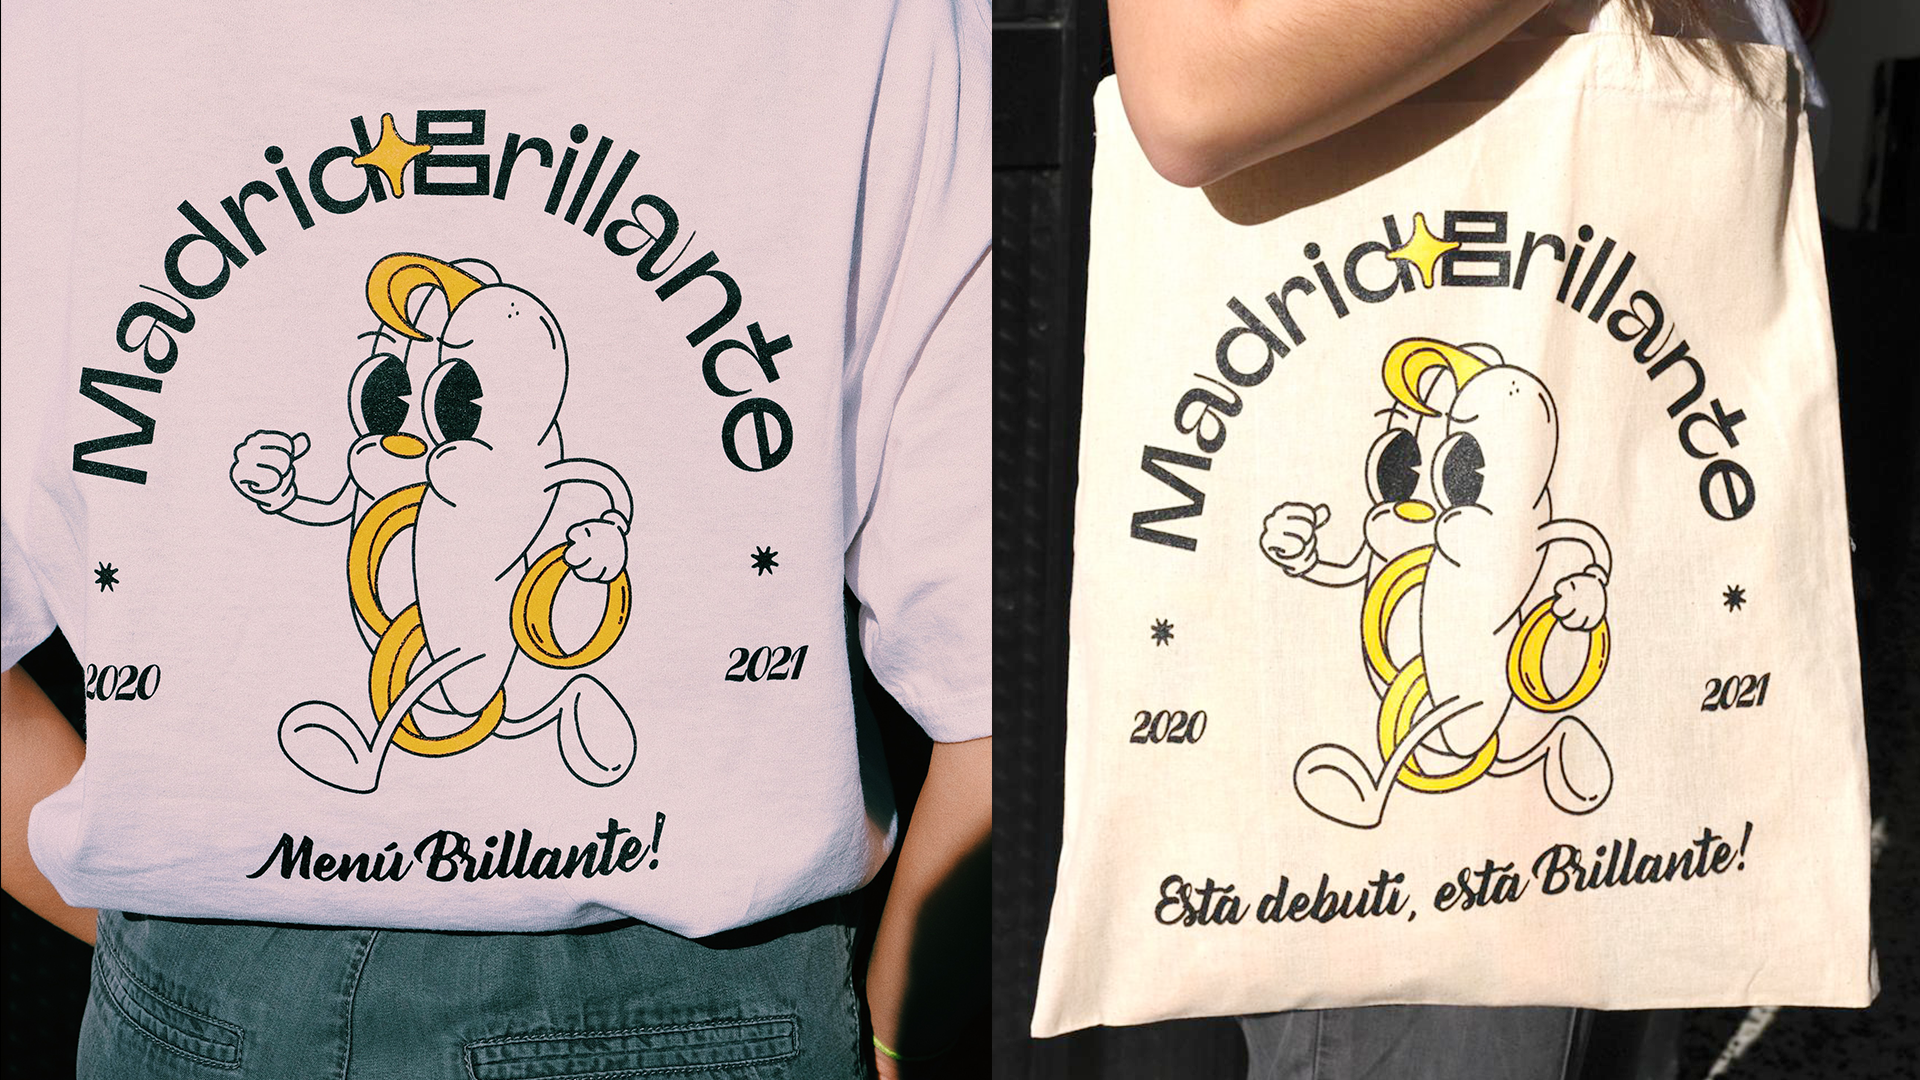 Madrid Brillante
2020
2021
Menú Brillante!
Madrid Brillante
2020
2021
Está debuti, está Brillante!